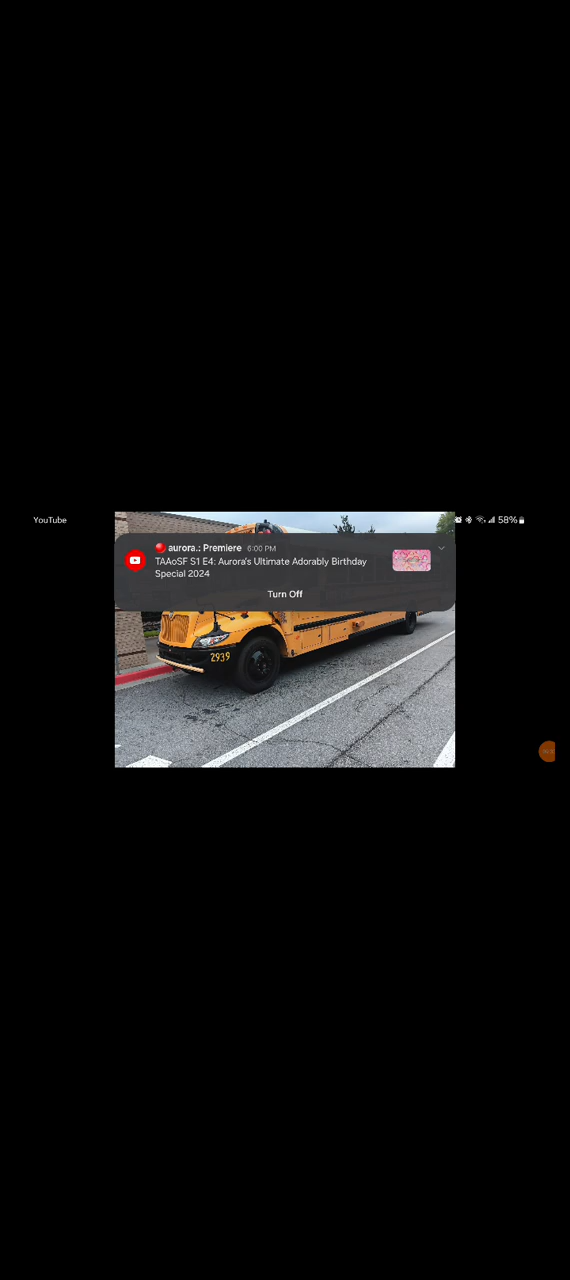 YouTube
58%
aurora.: Premiere 6:00 PM
TAAoSF S1 E4: Aurora's Ultimate Adorably Birthday
Special 2024
Turn Off
2939